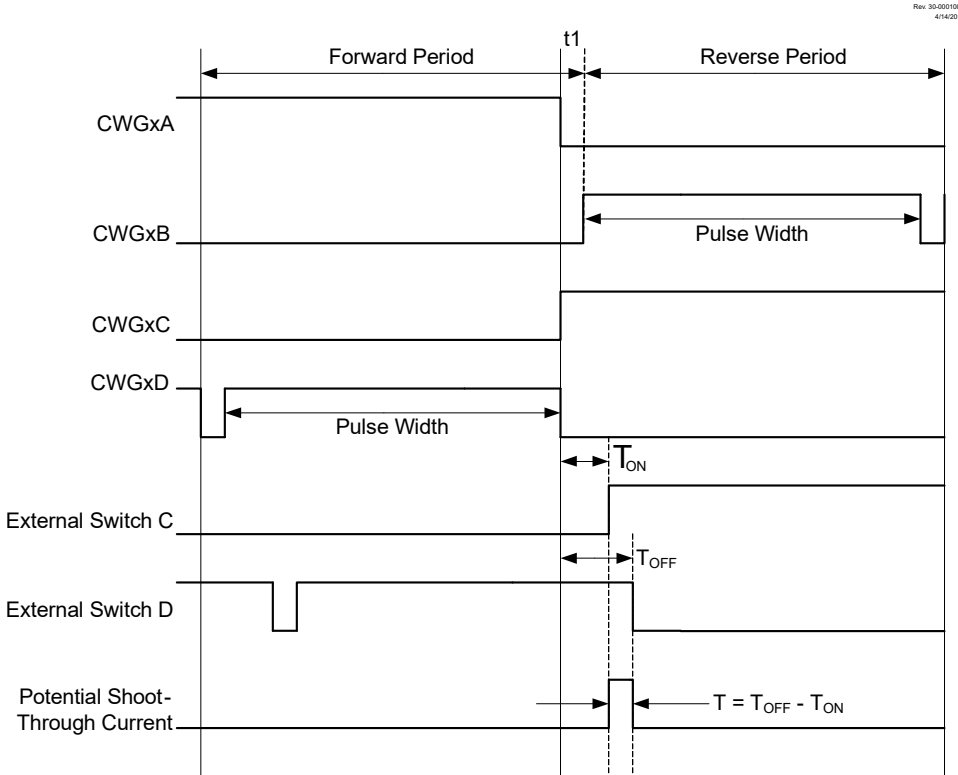 Rev. 30-00010
4/14/20
t1
Forward Period
Reverse Period
CWGxA
CWGxB
Pulse Width
CWGxC
CWGxD
Pulse Width
TON
External Switch C
TOFF
External Switch D
Potential Shoot-
Through Current
T = TOFF - TON